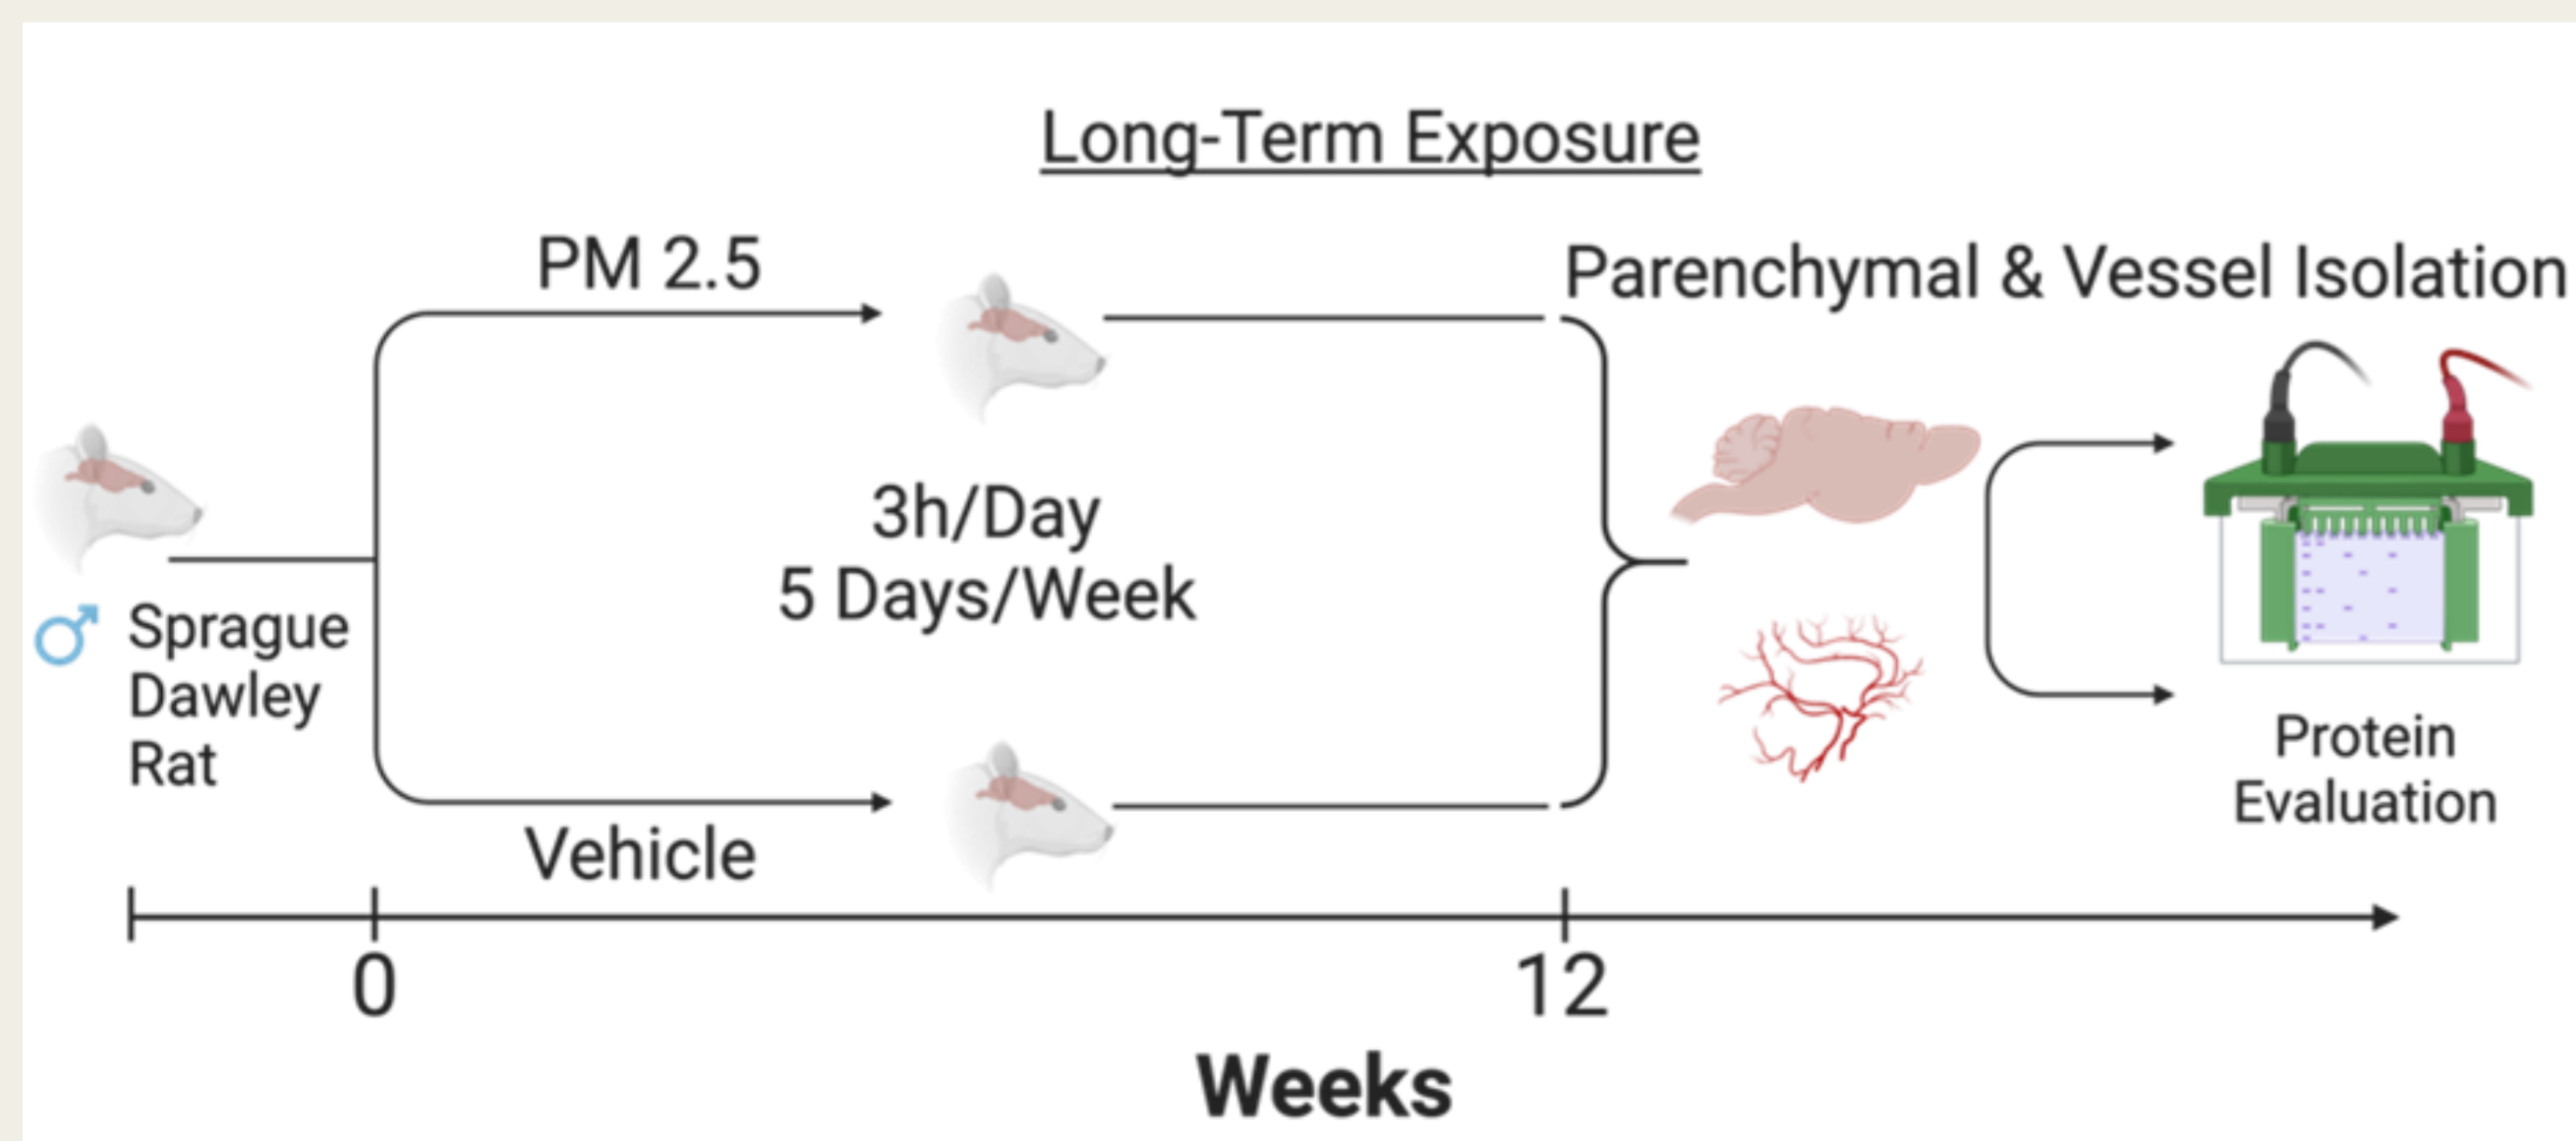 Long-Term Exposure
PM 2.5
Parenchymal & Vessel Isolation
3h/Day
5 Days/Week
Sprague
Dawley
Rat
Vehicle
Protein
Evaluation
0
12
Weeks